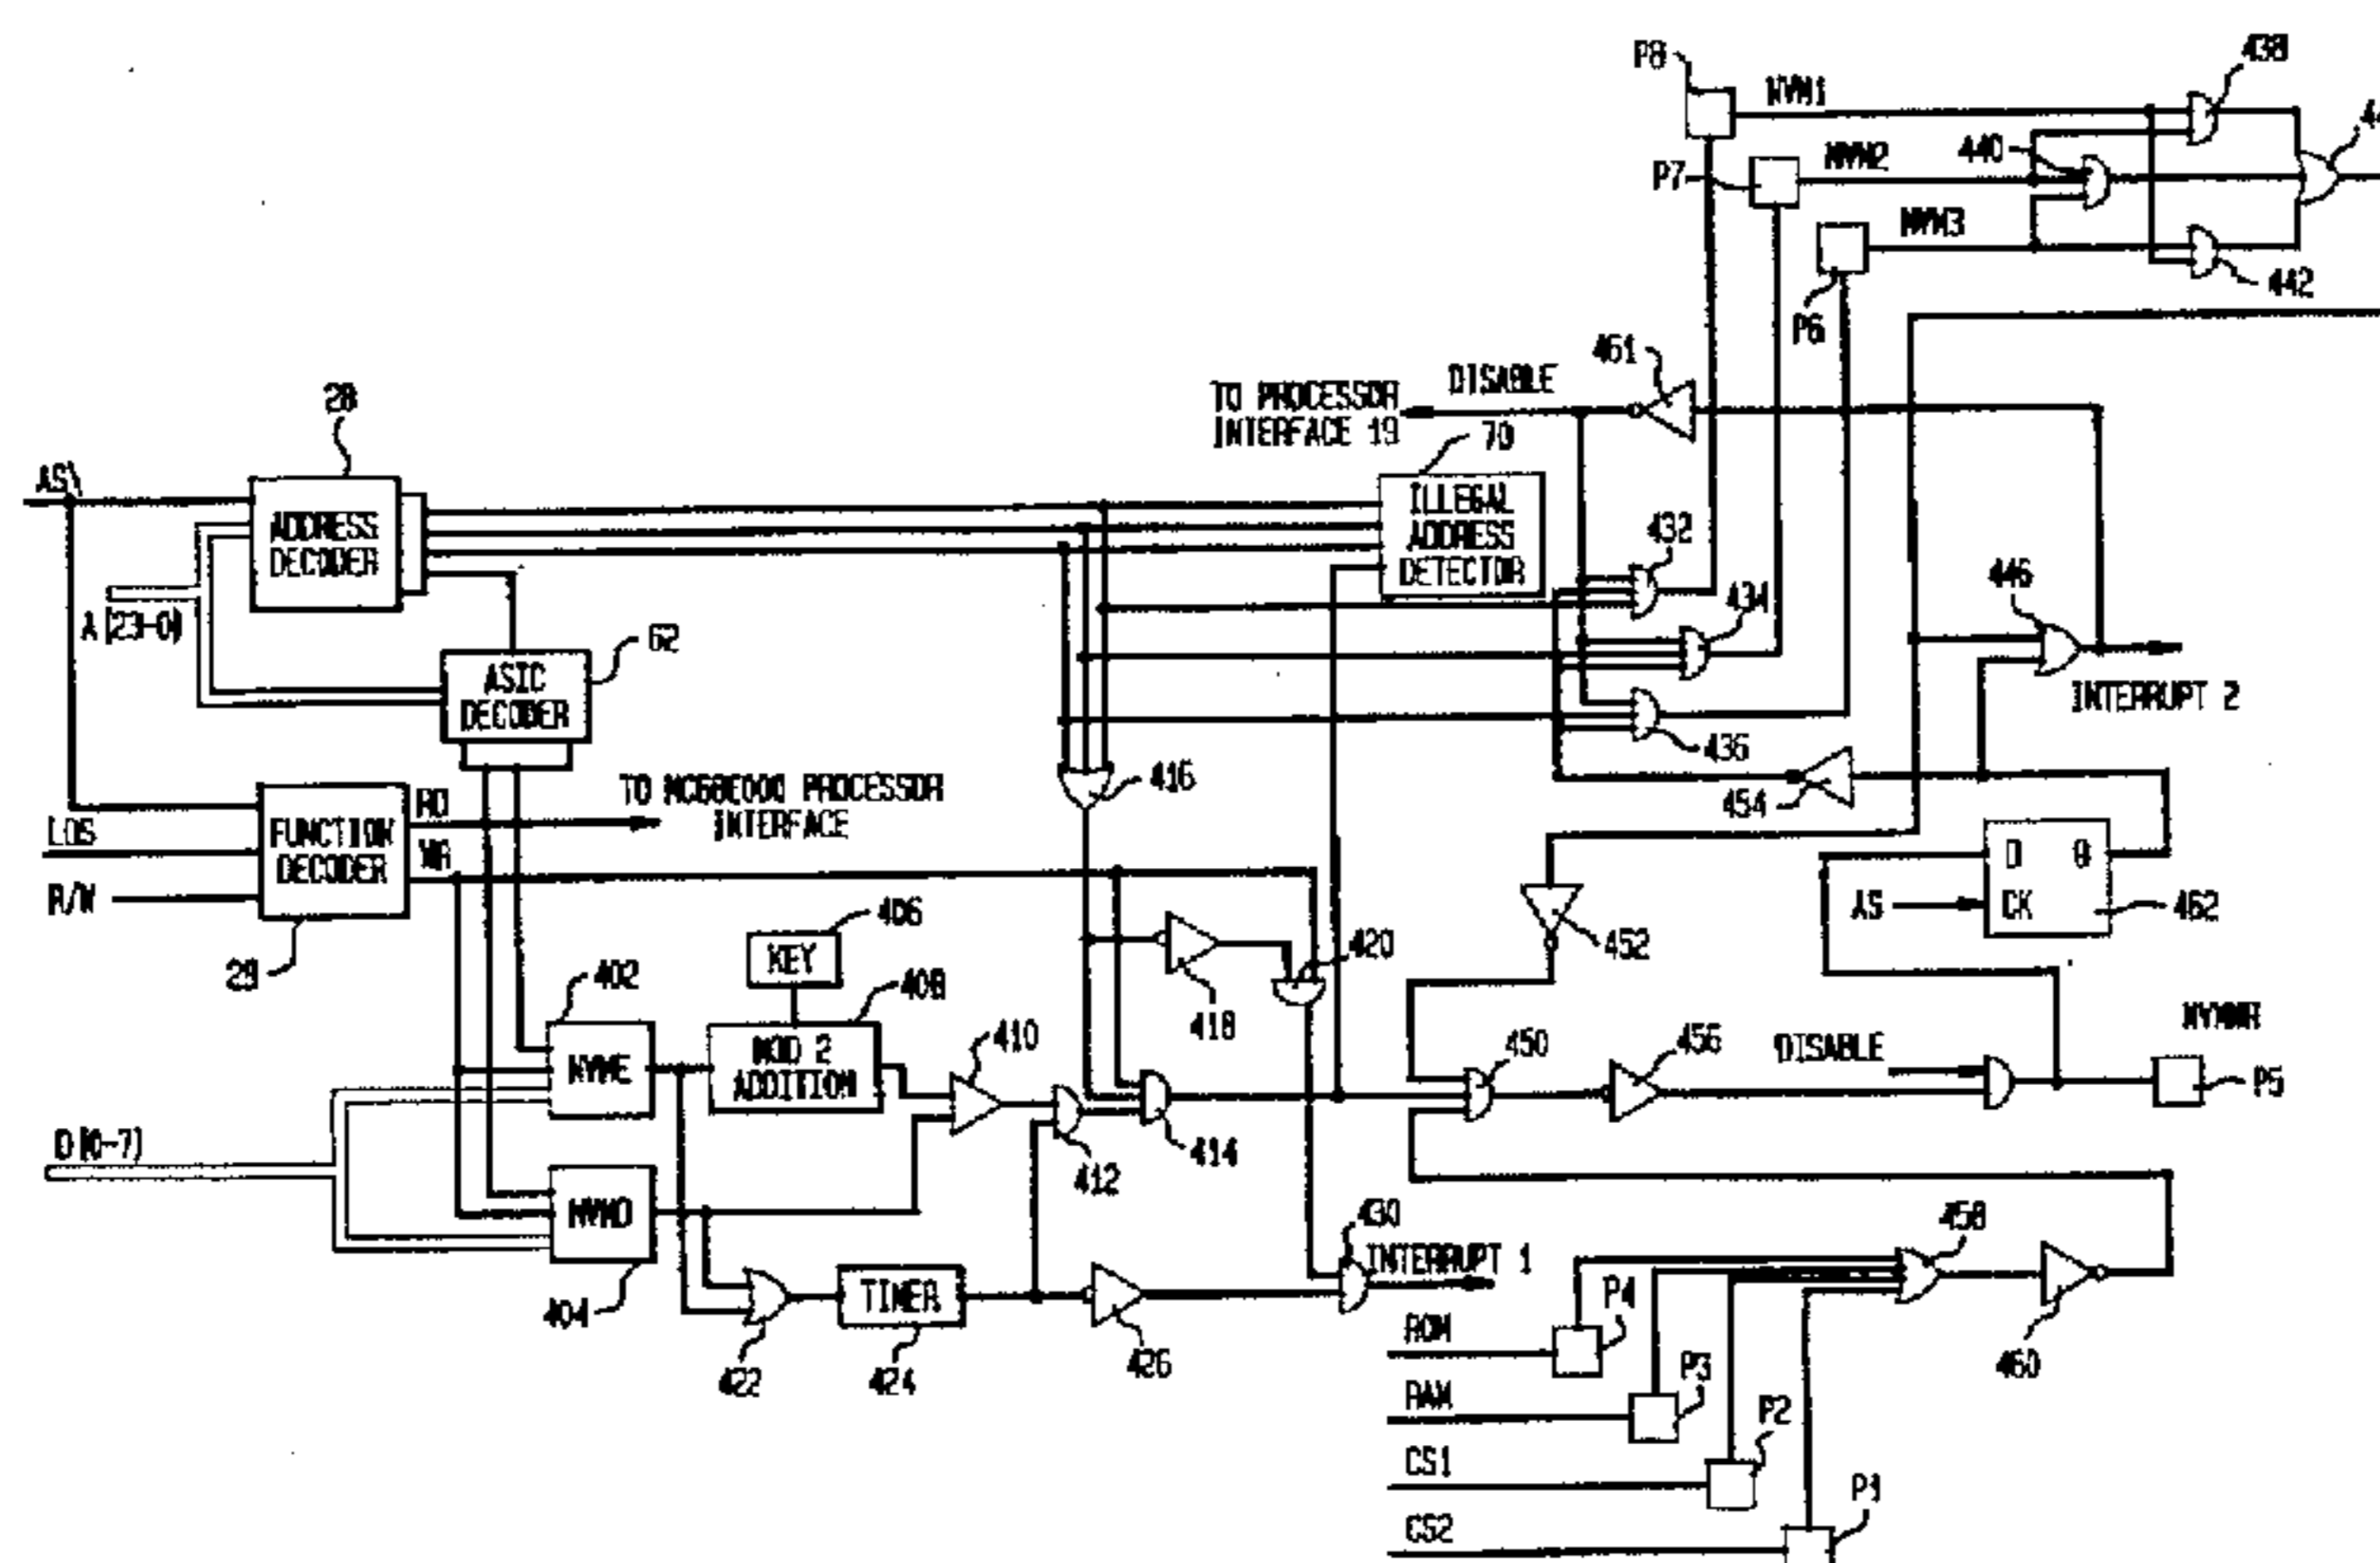 P8
NVM1
438
P7
NVM2
440
NVM3
442
P6
461
TO PROCESSOR
INTERFACE 19
DISABLE
70
28
AS\
ADDRESS
DECODER
ILLEGAL
ADDRESS
DETECTOR
432
434
446
A (23-0)
62
ASIC
DECODER
INTERRUPT 2
436
416
454
TO MC68E000 PROCESSOR
INTERFACE
RD
WR
LDS
FUNCTION
DECODER
R/W
29
D Q
CK
AS
462
452
406
KEY
420
402
408
418
NVME
MOD 2
ADDITION
410
450
456
DISABLE
NVMWR
P5
414
412
D (0-7)
NVMD
404
430
INTERRUPT 1
458
422
TIMER
424
426
460
ROM
P4
RAM
P3
CS1
P2
CS2
P1